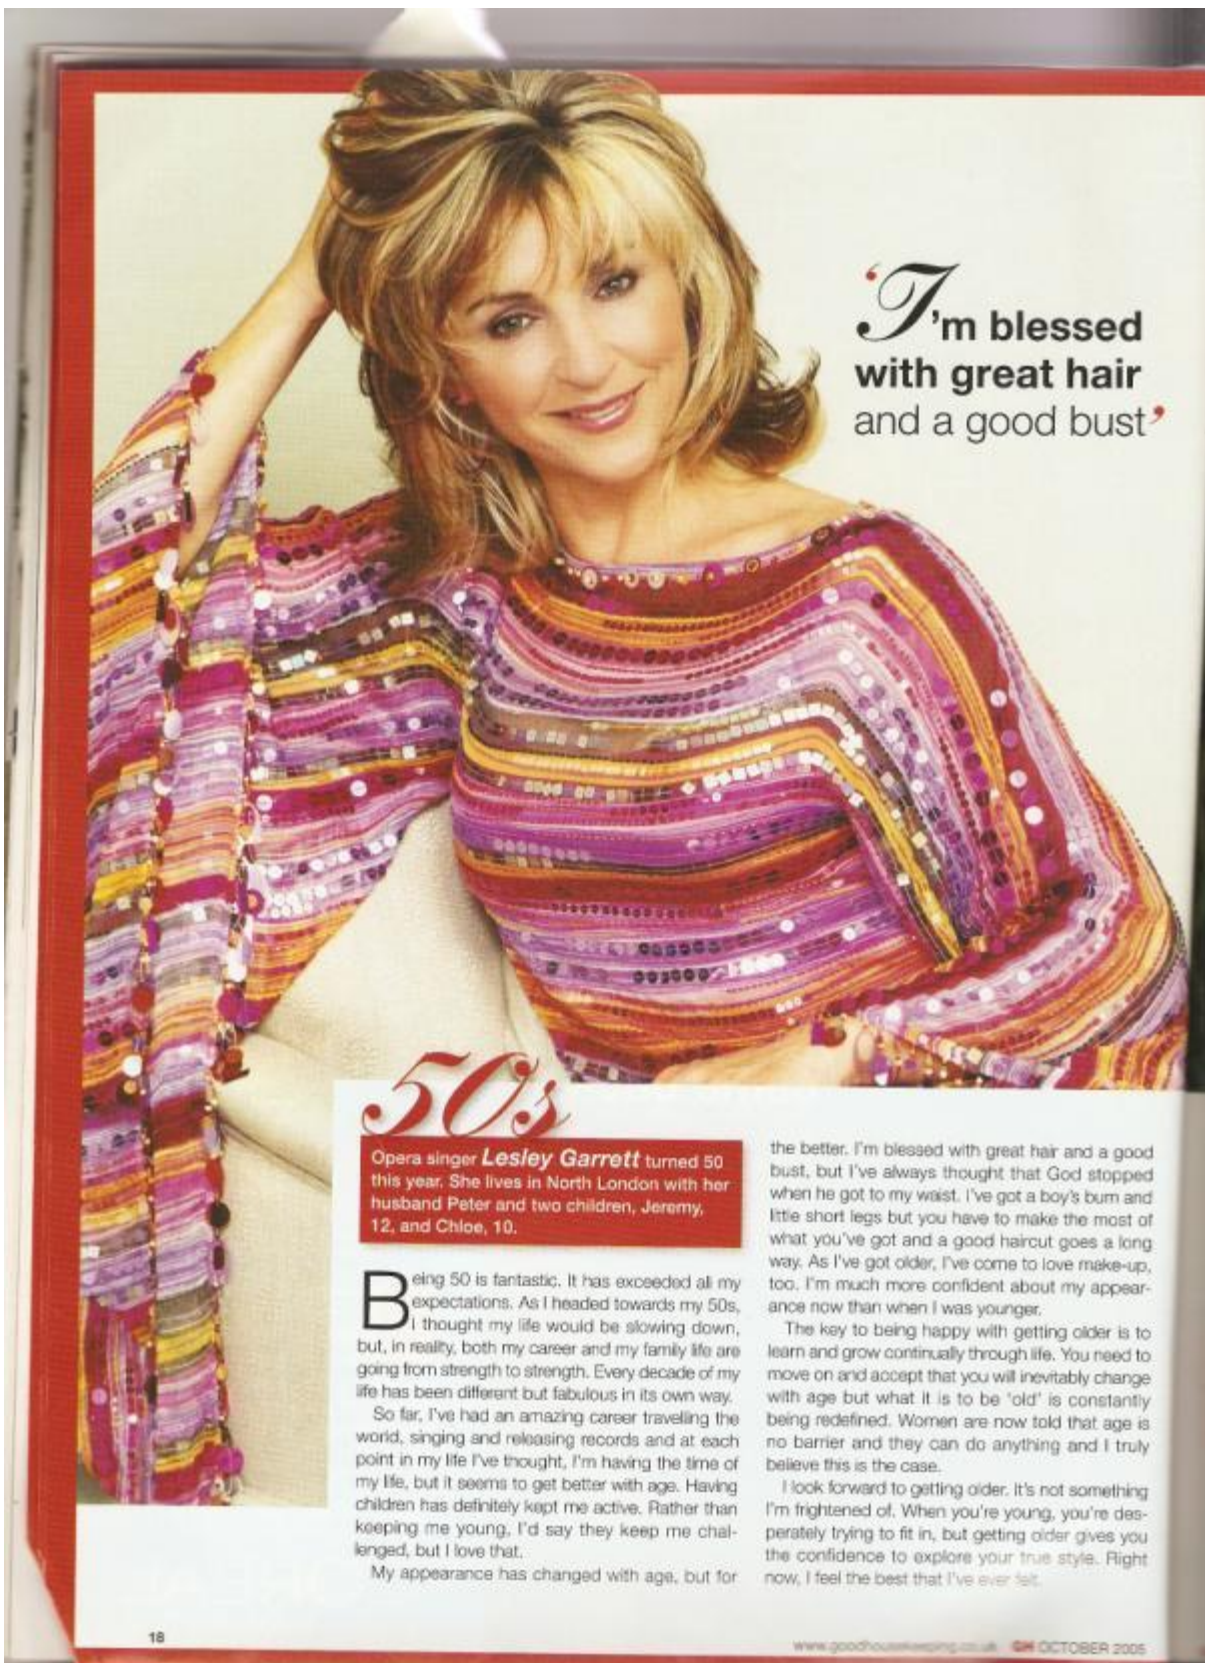 ‘I’m blessed
with great hair
and a good bust’
50s
Opera singer Lesley Garrett turned 50
this year. She lives in North London with her
husband Peter and two children, Jeremy,
12, and Chloe, 10.
Being 50 is fantastic. It has exceeded all my
expectations. As I headed towards my 50s,
I thought my life would be slowing down,
but, in reality, both my career and my family life are
going from strength to strength. Every decade of my
life has been different but fabulous in its own way.
So far, I’ve had an amazing career travelling the
world, singing and releasing records and at each
point in my life I’ve thought, I’m having the time of
my life, but it seems to get better with age. Having
children has definitely kept me active. Rather than
keeping me young, I’d say they keep me chal-
lenged, but I love that.
My appearance has changed with age, but for
the better. I’m blessed with great hair and a good
bust, but I’ve always thought that God stopped
when he got to my waist. I’ve got a boy’s bum and
little short legs but you have to make the most of
what you’ve got and a good haircut goes a long
way. As I’ve got older, I’ve come to love make-up,
too. I’m much more confident about my appear-
ance now than when I was younger.
The key to being happy with getting older is to
learn and grow continually through life. You need to
move on and accept that you will inevitably change
with age but what it is to be ‘old’ is constantly
being redefined. Women are now told that age is
no barrier and they can do anything and I truly
believe this is the case.
I look forward to getting older. It’s not something
I’m frightened of. When you’re young, you’re des-
perately trying to fit in, but getting older gives you
the confidence to explore your true style. Right
now, I feel the best that I’ve ever felt.
18
www.goodhousekeeping.co.uk GH OCTOBER 2005